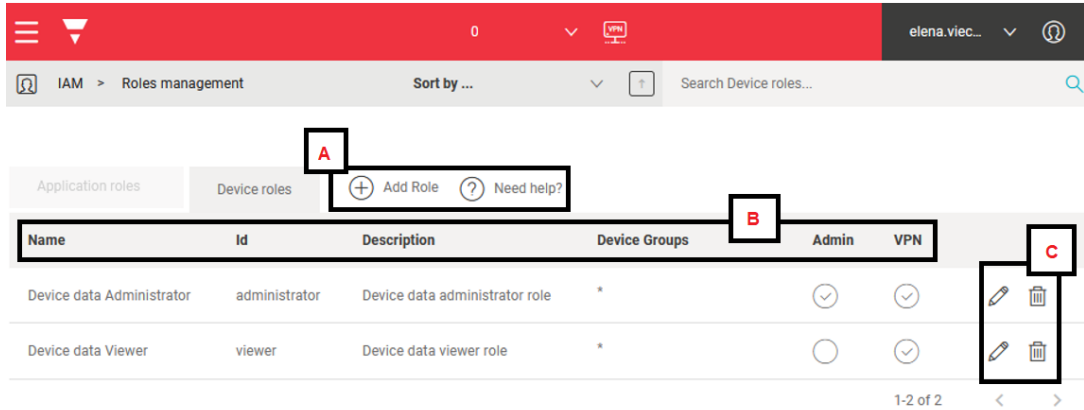 0 VPN elena.viec...
IAM > Roles management Sort by ... Search Device roles...
A
Application roles Device roles Add Role ? Need help?
B
Name Id Description Device Groups Admin VPN
C
Device data Administrator administrator Device data administrator role *
Device data Viewer viewer Device data viewer role *
1-2 of 2 < >